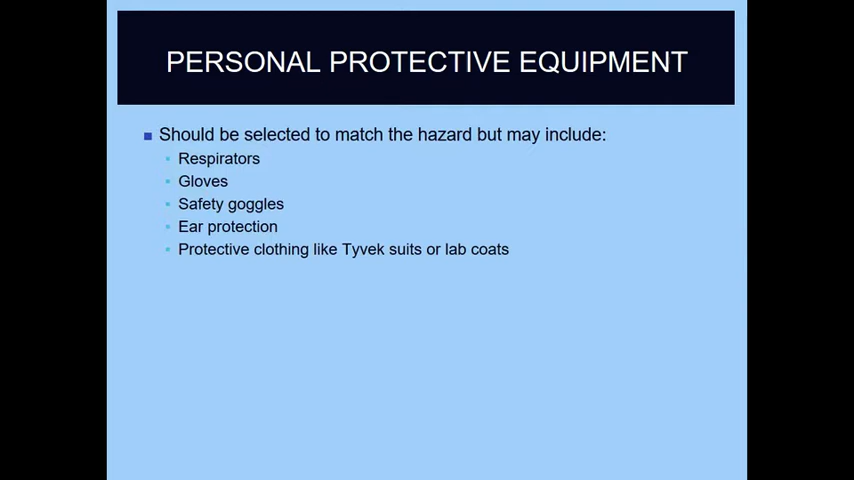 PERSONAL PROTECTIVE EQUIPMENT
Should be selected to match the hazard but may include:
Respirators
Gloves
Safety goggles
Ear protection
Protective clothing like Tyvek suits or lab coats